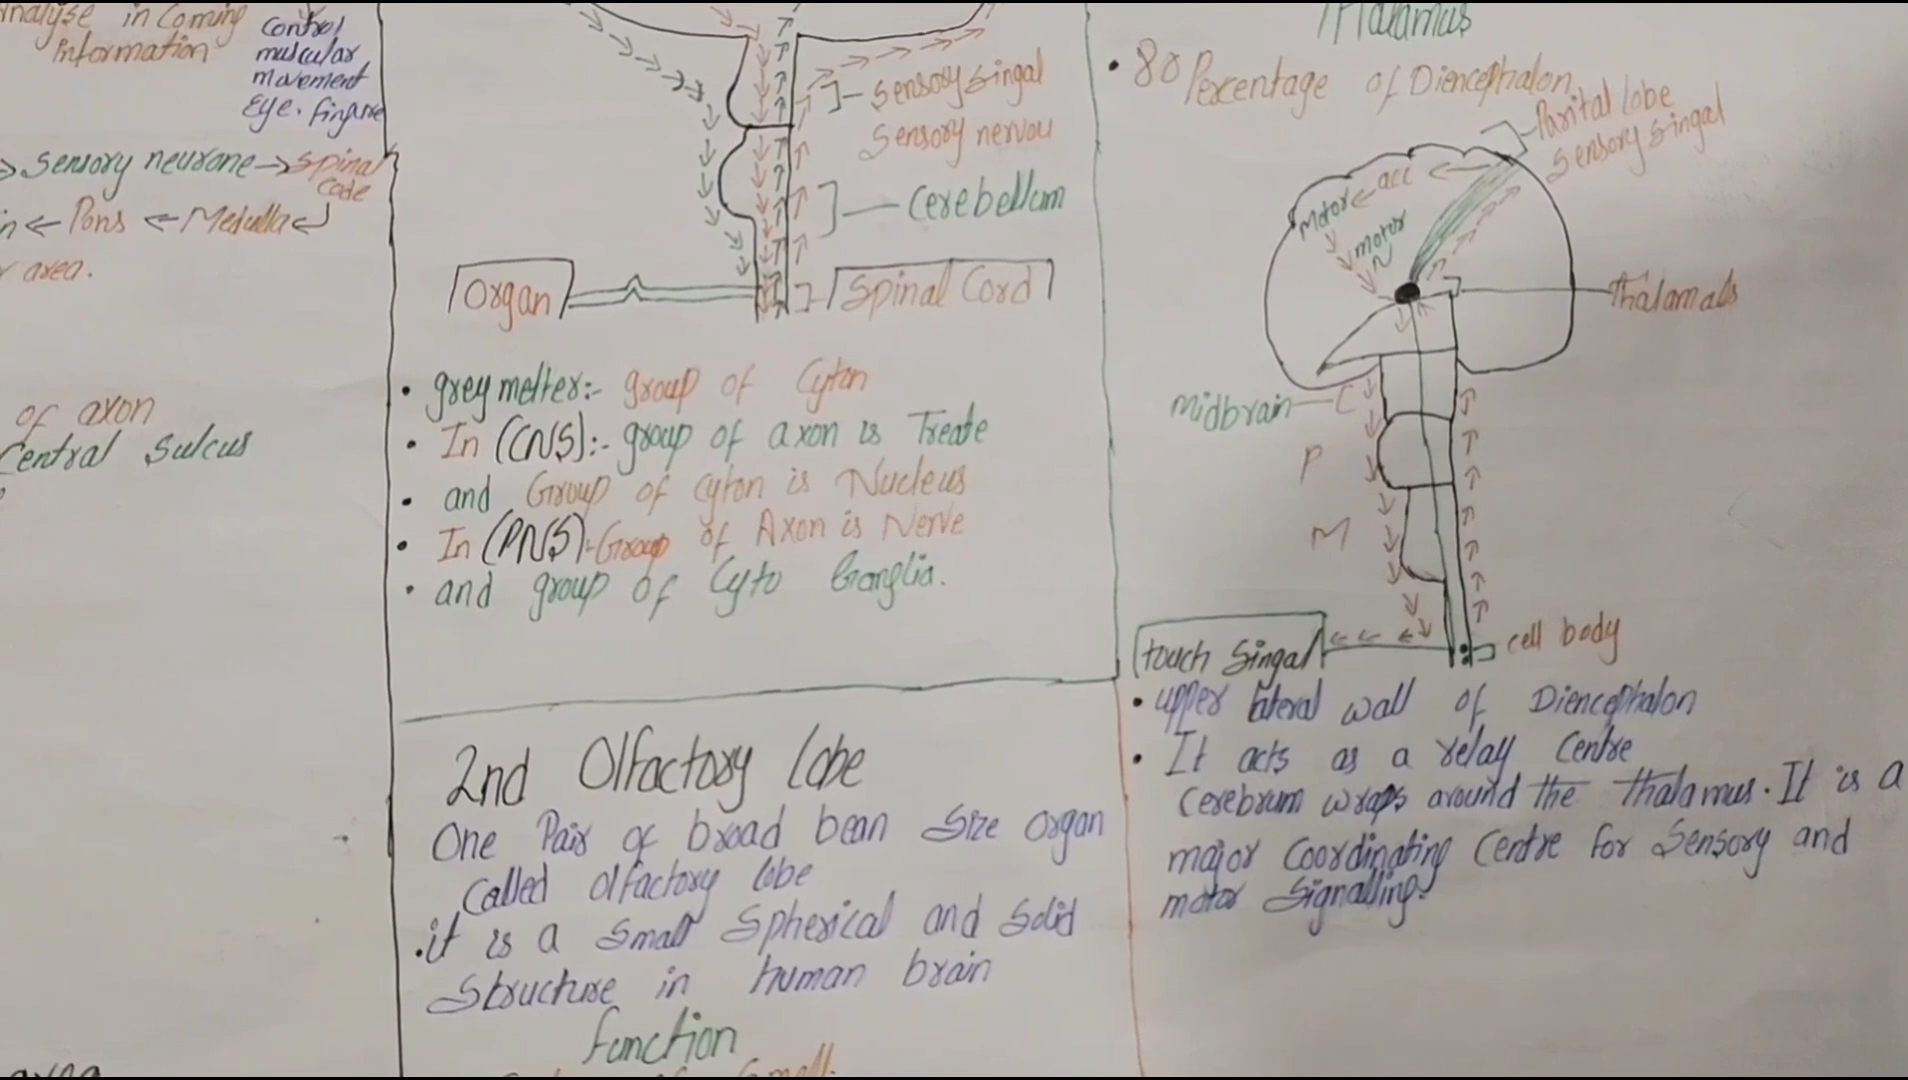 analyse in Coming
Information
Control
muscular
movement
Eye. fingure
Sensory neurone → Spinal
Code
← Pons ← Medulla
area.
of axon
Central Sulcus
Sensory Singal
Sensory nervou
Cerebellum
Organ
Spinal Cord
• grey melter:- group of Cyton
• In (CNS):- group of axon is Treate
• and Group of Cyton is Nucleus
• In (PNS):- Group of Axon is Nerve
• and group of Cyto Ganglia.
2nd Olfactory Lobe
One Pair of broad bean Size organ
Called olfactory lobe
• it is a Small Spherical and Solid
Structure in human brain
function
Thalamus
• 80 Percentage of Diencephalon
Parital lobe
Sensory Singal
acc
Motor
motor
Thalamals
midbrain
P
M
touch Singal
cell body
• upper lateral wall of Diencephalon
• It acts as a relay Centre
Cerebrum wraps around the Thalamus. It is a
major Coordinating Centre for Sensory and
motor Signalling.